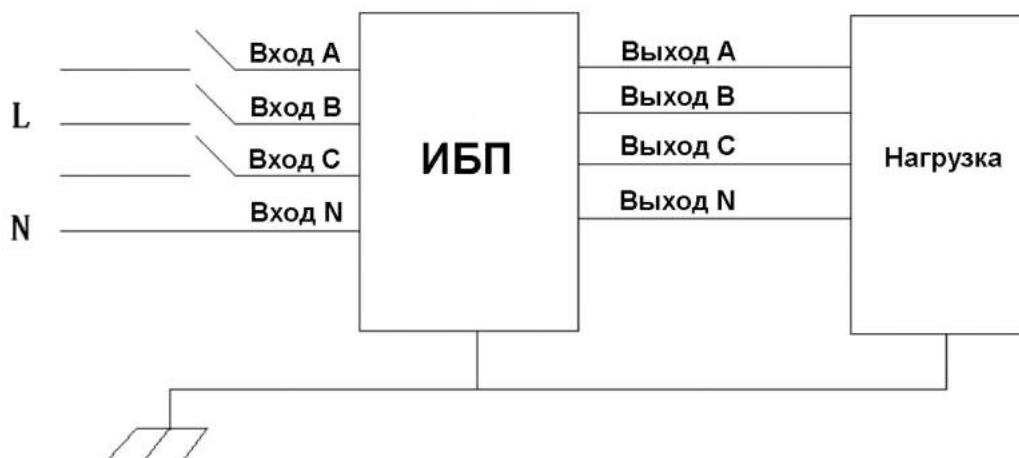 Вход A
Выход A
L
Вход B
Выход B
ИБП
Вход C
Выход C
Нагрузка
N
Вход N
Выход N